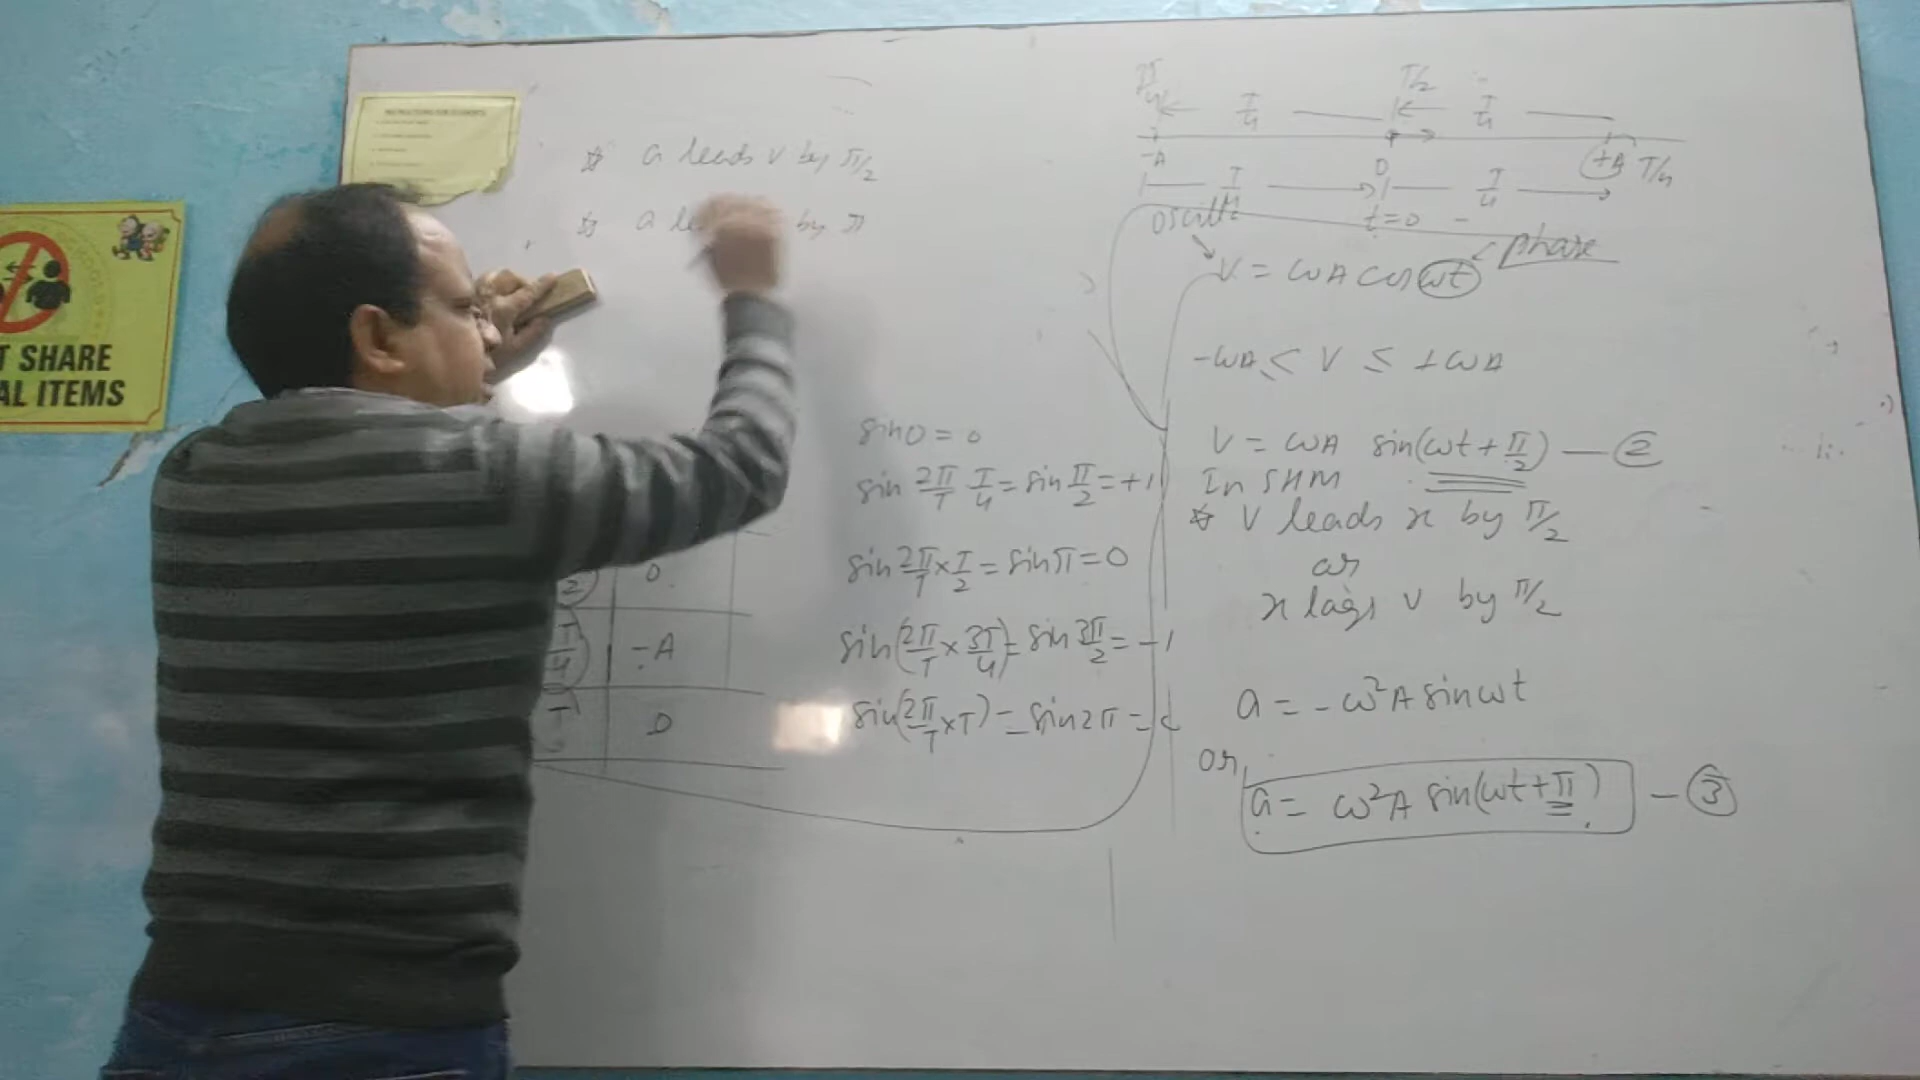 T SHARE
AL ITEMS
☆ a leads v by π/2
☆ a by π
T/2
T/4 T/4
-A 0 +A T/4
T/4 T/4
t=0
v = ωA cos ωt phase
-ωA ≤ v ≤ +ωA
v = ωA sin(ωt + π/2) — ②
In SHM
☆ v leads x by π/2
or
x lags v by π/2
a = -ω²A sinωt
or
a = ω²A sin(ωt+π) — ③
sin 0 = 0
sin 2π/T T/4 = sin π/2 = +1
sin 2π/T × T/2 = sin π = 0
sin(2π/T × 3T/4) = sin 3π/2 = -1
sin(2π/T × T) = sin 2π =
2 0
4 -A
T 0